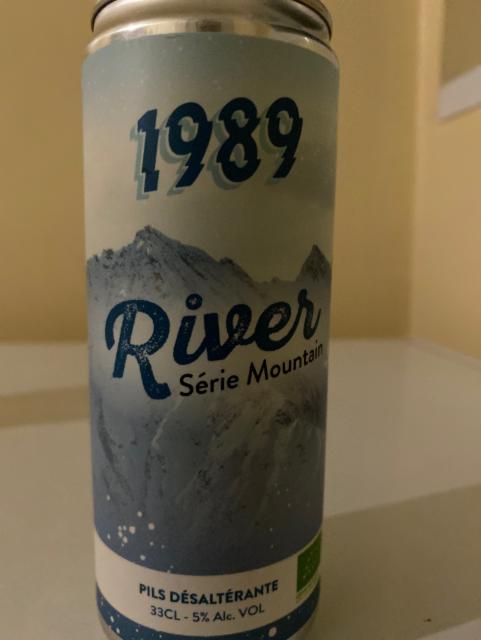 1989
River
Série Mountain
PILS DÉSALTÉRANTE
33CL - 5% Alc. VOL